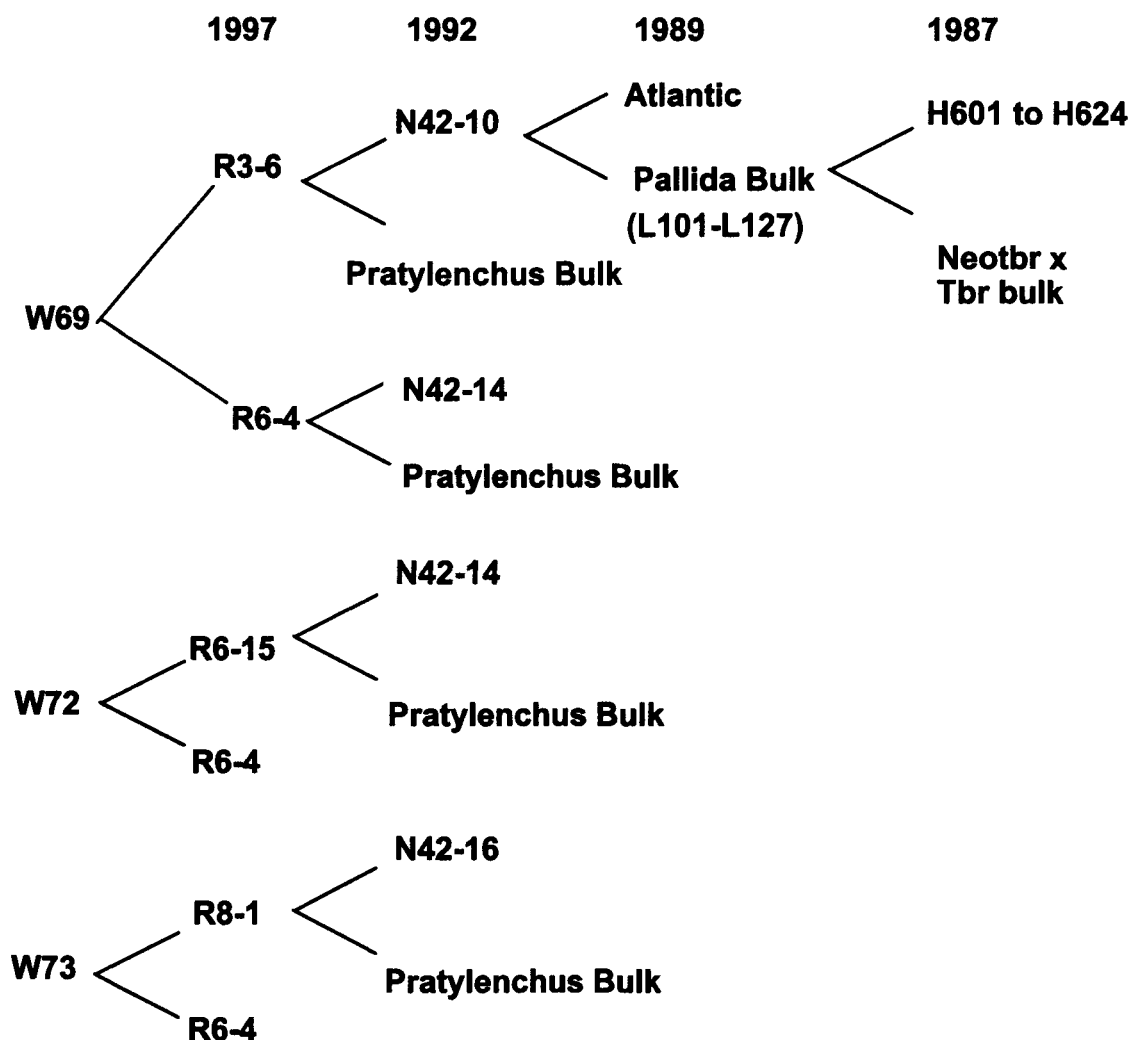 1997 1992 1989 1987
Atlantic
N42-10
H601 to H624
R3-6
Pallida Bulk
(L101-L127)
Pratylenchus Bulk
Neotbr x
Tbr bulk
W69
N42-14
R6-4
Pratylenchus Bulk
N42-14
R6-15
W72
Pratylenchus Bulk
R6-4
N42-16
R8-1
W73
Pratylenchus Bulk
R6-4